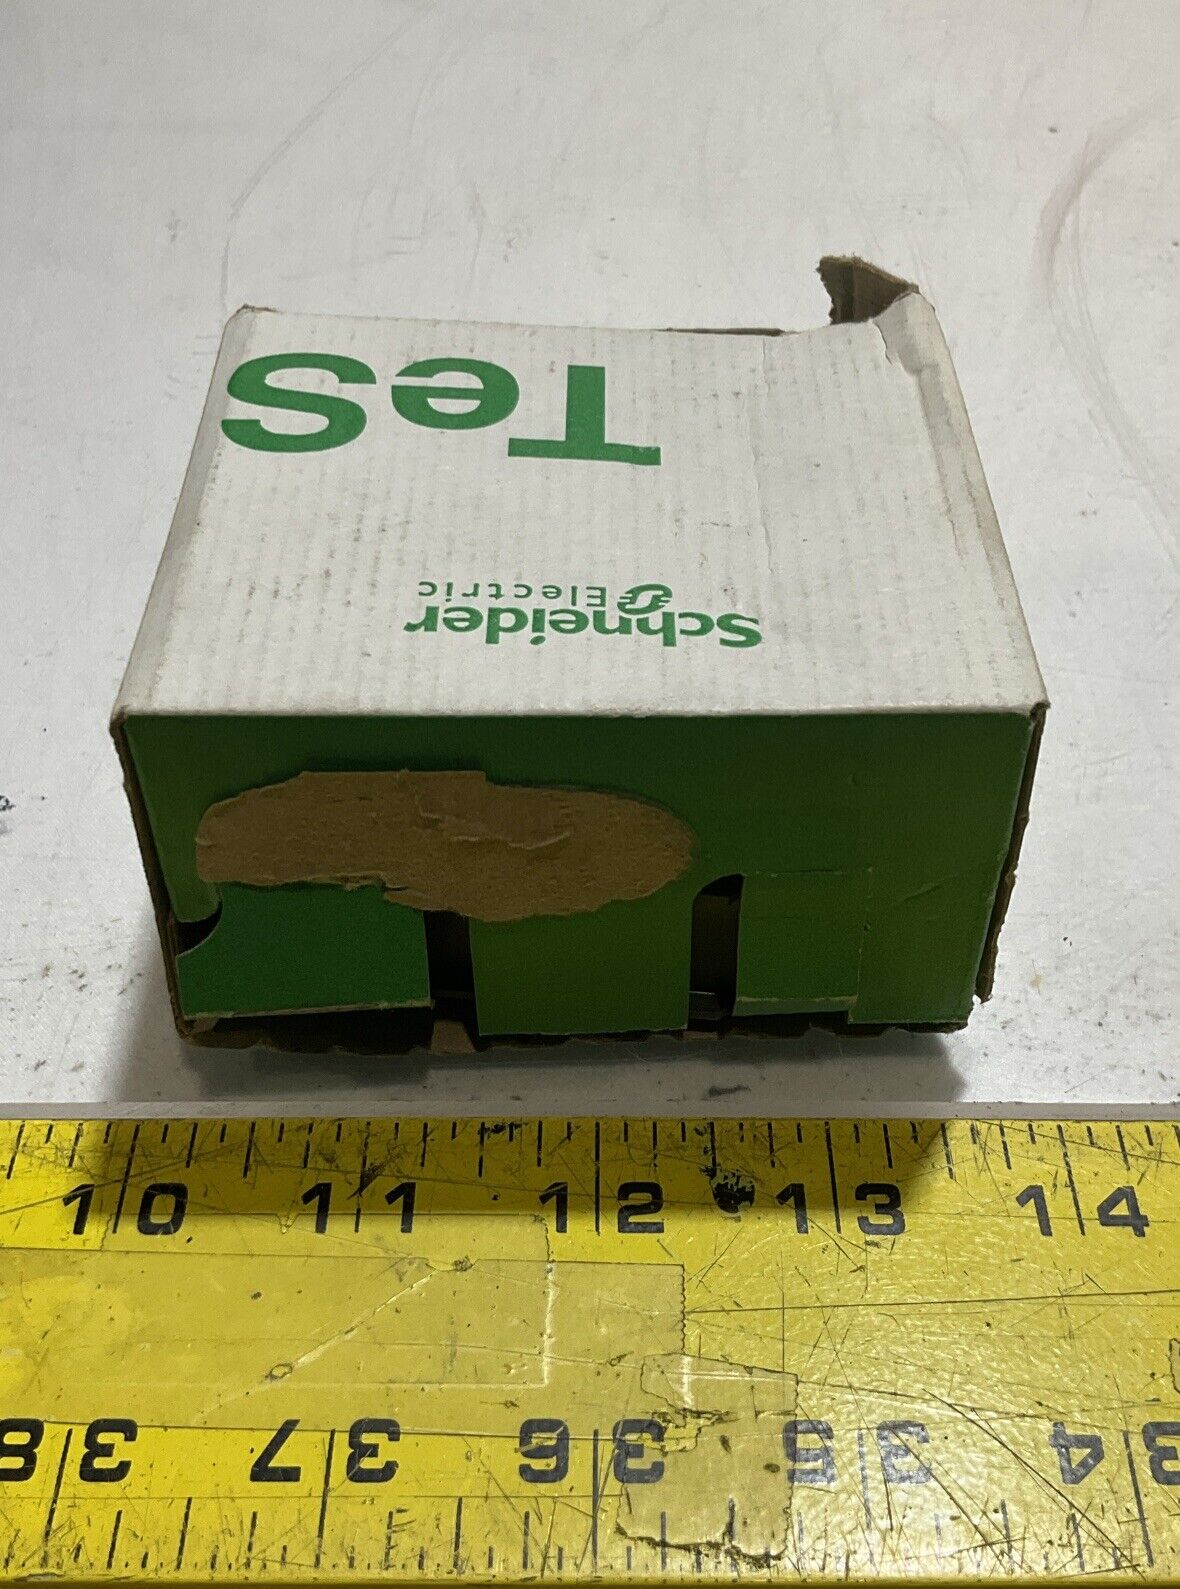 Schneider
Electric
TeS
10 11 12 13 14
34 35 36 37 38